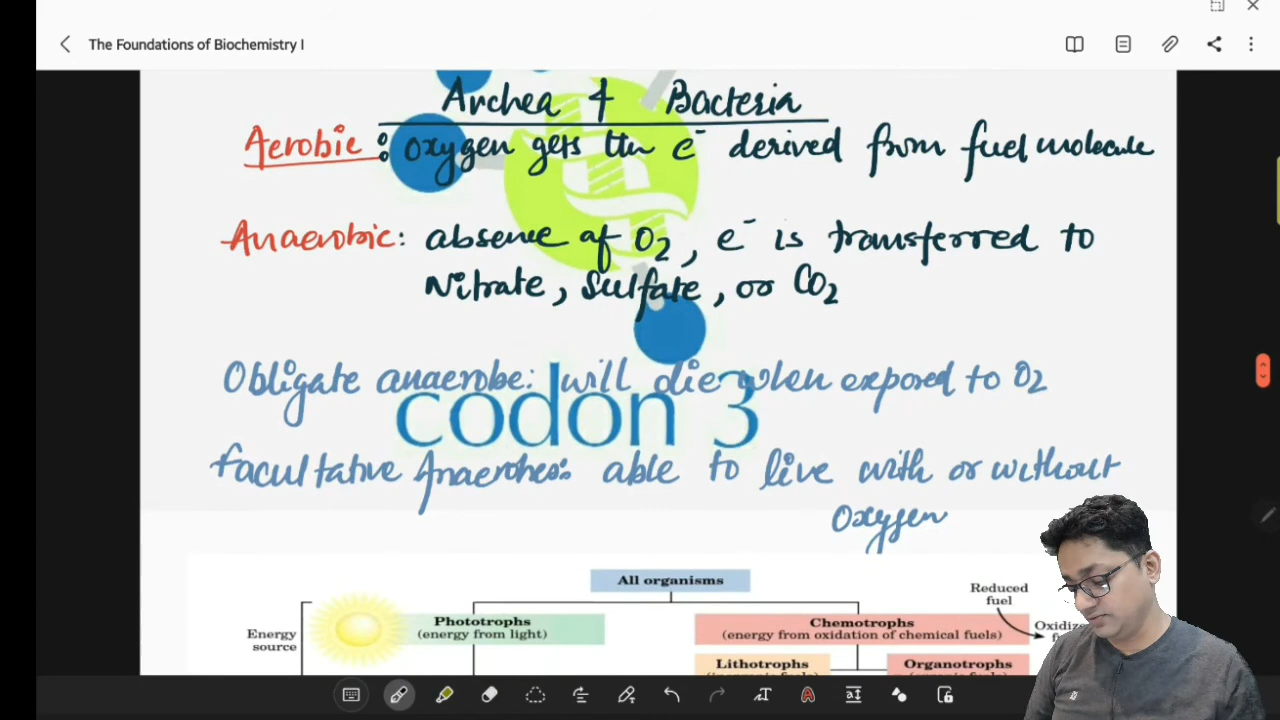 The Foundations of Biochemistry I
Archea & Bacteria
Aerobic : Oxygen gets the e⁻ derived from fuel molecule
Anaerobic: absence of O₂, e⁻ is transferred to
Nitrate, Sulfate, or CO₂
Obligate anaerobe: will die when exposed to O₂
codon 3
facultative Anaerobes: able to live with or without
Oxygen
All organisms
Reduced
fuel
Energy
source
Phototrophs
(energy from light)
Chemotrophs
(energy from oxidation of chemical fuels)
Lithotrophs
Organotrophs